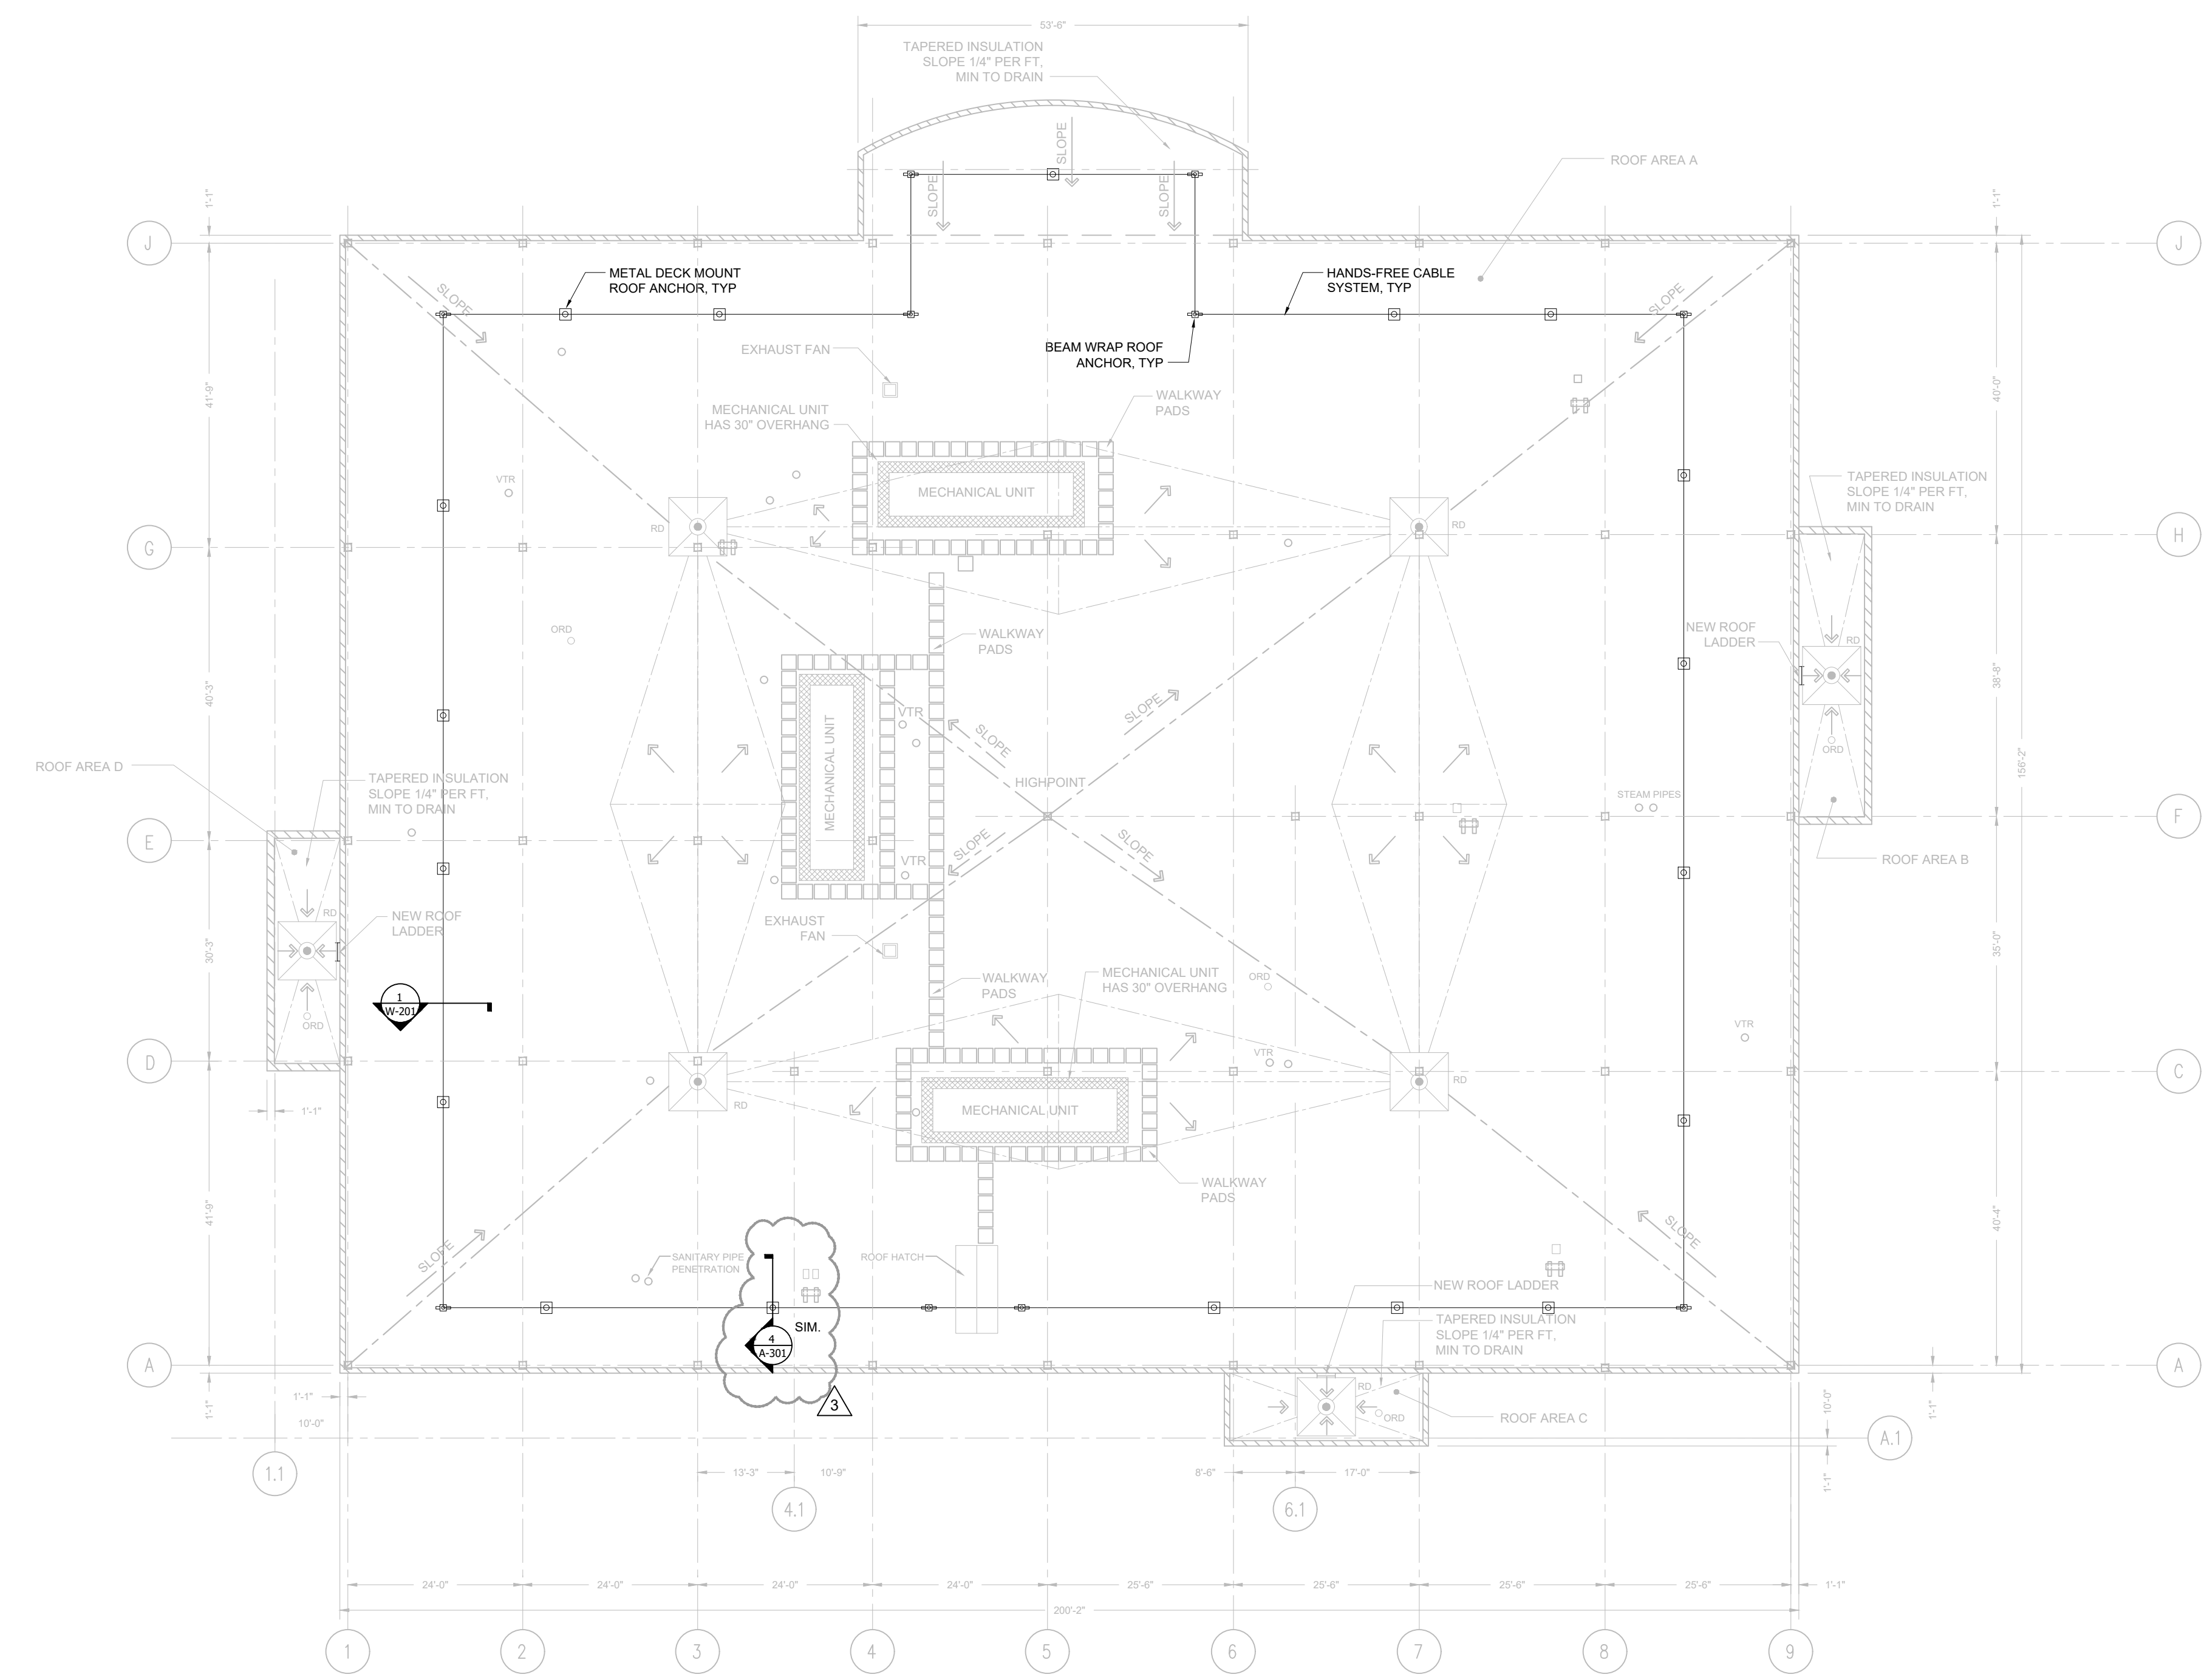 53'-6"
TAPERED INSULATION
SLOPE 1/4" PER FT,
MIN TO DRAIN
SLOPE
SLOPE
SLOPE
ROOF AREA A
1'-1"
1'-1"
J
J
METAL DECK MOUNT
ROOF ANCHOR, TYP
HANDS-FREE CABLE
SYSTEM, TYP
SLOPE
SLOPE
EXHAUST FAN
BEAM WRAP ROOF
ANCHOR, TYP
41'-9"
40'-0"
MECHANICAL UNIT
HAS 30" OVERHANG
WALKWAY
PADS
VTR
MECHANICAL UNIT
TAPERED INSULATION
SLOPE 1/4" PER FT,
MIN TO DRAIN
RD
RD
G
H
ORD
WALKWAY
PADS
NEW ROOF
LADDER
RD
40'-3"
38'-8"
VTR
SLOPE
SLOPE
MECHANICAL UNIT
ORD
156'-2"
ROOF AREA D
TAPERED INSULATION
SLOPE 1/4" PER FT,
MIN TO DRAIN
HIGHPOINT
STEAM PIPES
E
F
SLOPE
SLOPE
VTR
ROOF AREA B
RD
NEW ROOF
LADDER
EXHAUST
FAN
30'-3"
35'-0"
WALKWAY
PADS
MECHANICAL UNIT
HAS 30" OVERHANG
ORD
1
W-201
ORD
VTR
VTR
D
C
RD
RD
1'-1"
MECHANICAL UNIT
WALKWAY
PADS
41'-9"
40'-4"
SLOPE
SLOPE
SANITARY PIPE
PENETRATION
ROOF HATCH
NEW ROOF LADDER
SIM.
4
A-301
TAPERED INSULATION
SLOPE 1/4" PER FT,
MIN TO DRAIN
A
A
1'-1"
1'-1"
10'-0"
3
RD
ORD
ROOF AREA C
10'-0"
1'-1"
A.1
1'-1"
1.1
13'-3"
10'-9"
8'-6"
17'-0"
4.1
6.1
24'-0"
24'-0"
24'-0"
24'-0"
25'-6"
25'-6"
25'-6"
25'-6"
1'-1"
200'-2"
1
2
3
4
5
6
7
8
9